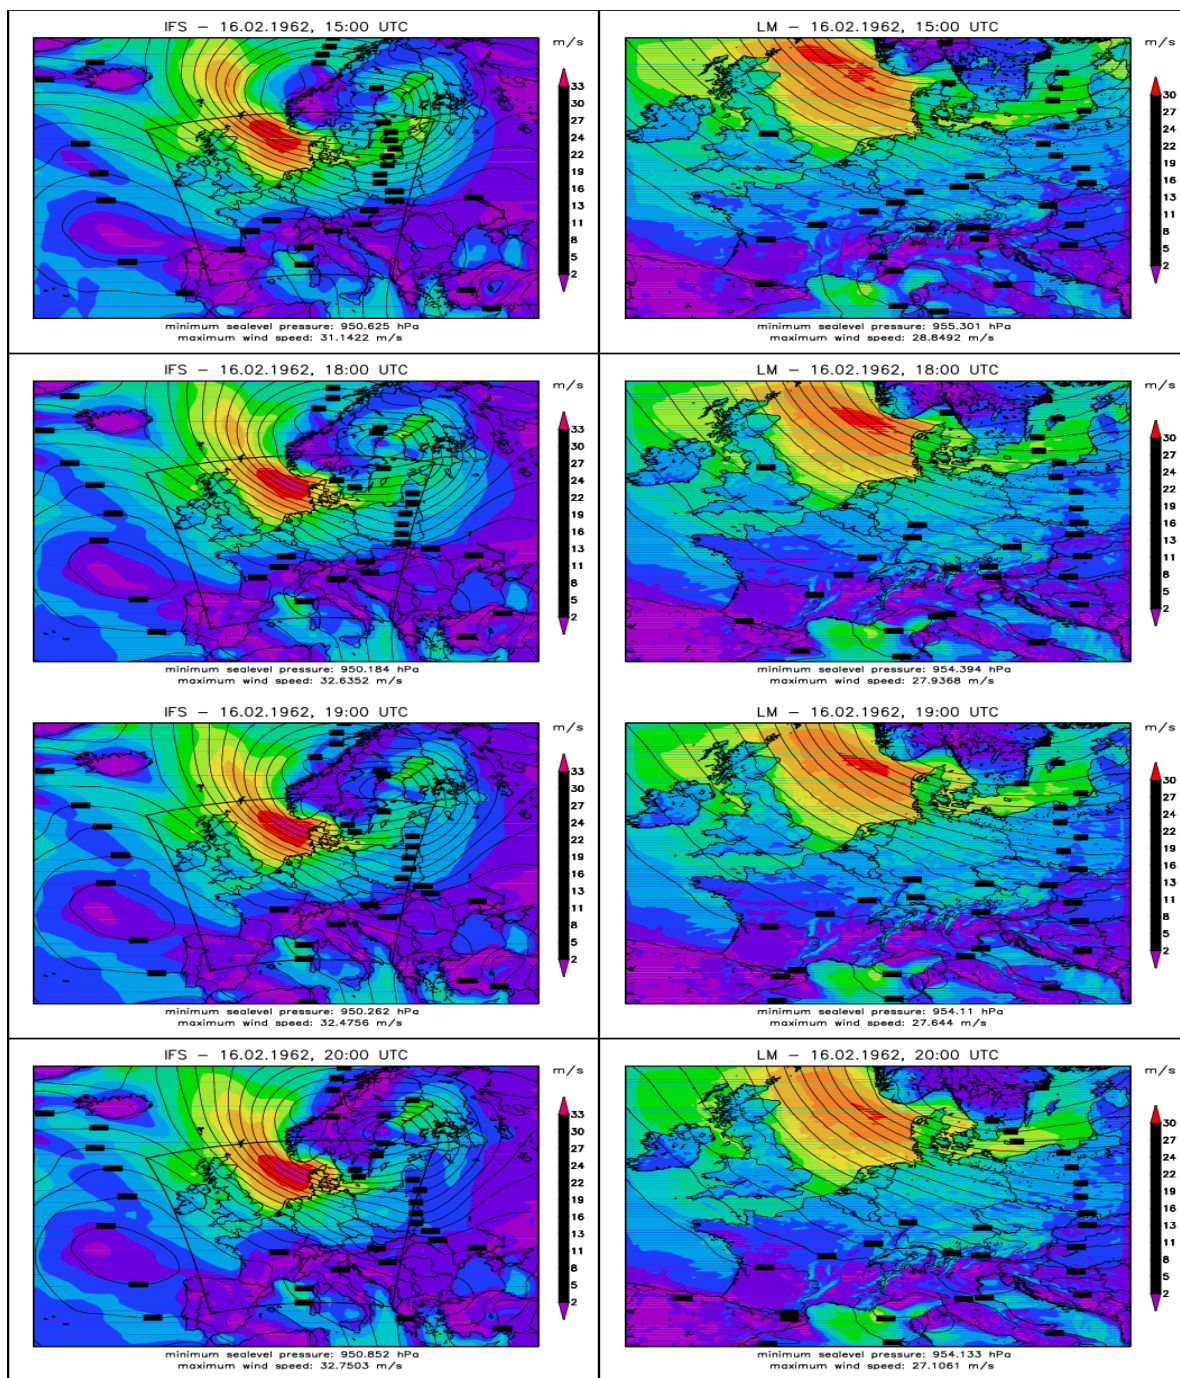 IFS – 16.02.1962, 15:00 UTC
m/s
33
30
27
24
22
19
16
13
11
8
5
2
minimum sealevel pressure: 950.625 hPa
maximum wind speed: 31.1422 m/s
LM – 16.02.1962, 15:00 UTC
m/s
30
27
24
22
19
16
13
11
8
5
2
minimum sealevel pressure: 955.301 hPa
maximum wind speed: 28.8492 m/s
IFS – 16.02.1962, 18:00 UTC
m/s
33
30
27
24
22
19
16
13
11
8
5
2
minimum sealevel pressure: 950.184 hPa
maximum wind speed: 32.6352 m/s
LM – 16.02.1962, 18:00 UTC
m/s
30
27
24
22
19
16
13
11
8
5
2
minimum sealevel pressure: 954.394 hPa
maximum wind speed: 27.9368 m/s
IFS – 16.02.1962, 19:00 UTC
m/s
33
30
27
24
22
19
16
13
11
8
5
2
minimum sealevel pressure: 950.262 hPa
maximum wind speed: 32.4756 m/s
LM – 16.02.1962, 19:00 UTC
m/s
30
27
24
22
19
16
13
11
8
5
2
minimum sealevel pressure: 954.11 hPa
maximum wind speed: 27.644 m/s
IFS – 16.02.1962, 20:00 UTC
m/s
33
30
27
24
22
19
16
13
11
8
5
2
minimum sealevel pressure: 950.852 hPa
maximum wind speed: 32.7503 m/s
LM – 16.02.1962, 20:00 UTC
m/s
30
27
24
22
19
16
13
11
8
5
2
minimum sealevel pressure: 954.133 hPa
maximum wind speed: 27.1061 m/s